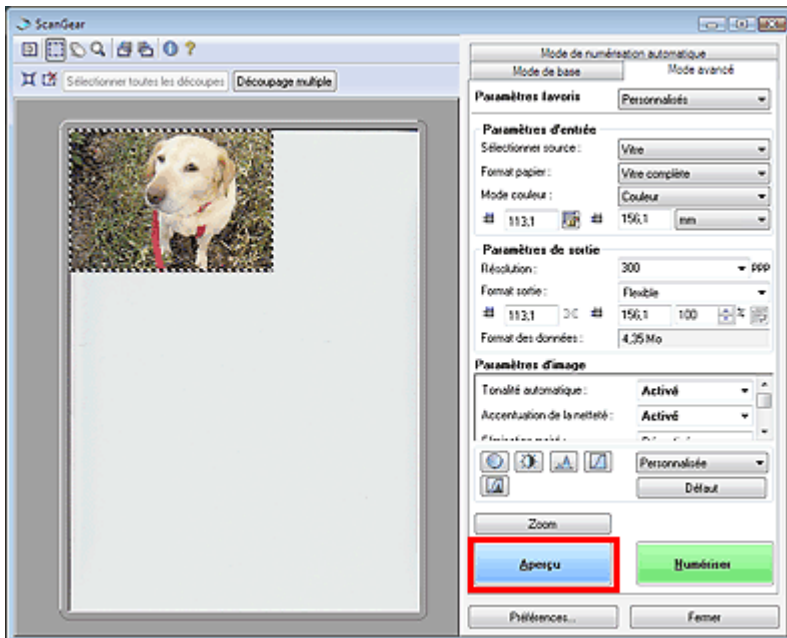 ScanGear
Sélectionner toutes les découpes
Découpage multiple
Mode de numérisation automatique
Mode de base
Mode avancé
Paramètres favoris
Personnalisés
Paramètres d'entrée
Sélectionner source :
Vitre
Format papier :
Vitre complète
Mode couleur :
Couleur
113,1
156,1
mm
Paramètres de sortie
Résolution :
300
ppp
Format sortie :
Flexible
113,1
156,1
100
%
Format des données :
4,35 Mo
Paramètres d'image
Tonalité automatique :
Activé
Accentuation de la netteté :
Activé
Personnalisée
Défaut
Zoom
Aperçu
Numériser
Préférences...
Fermer